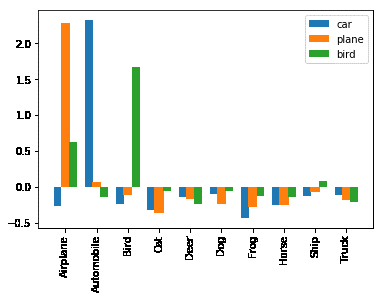 car
plane
bird
2.0
1.5
1.0
0.5
0.0
−0.5
Airplane
Automobile
Bird
Cat
Deer
Dog
Frog
Horse
Ship
Truck